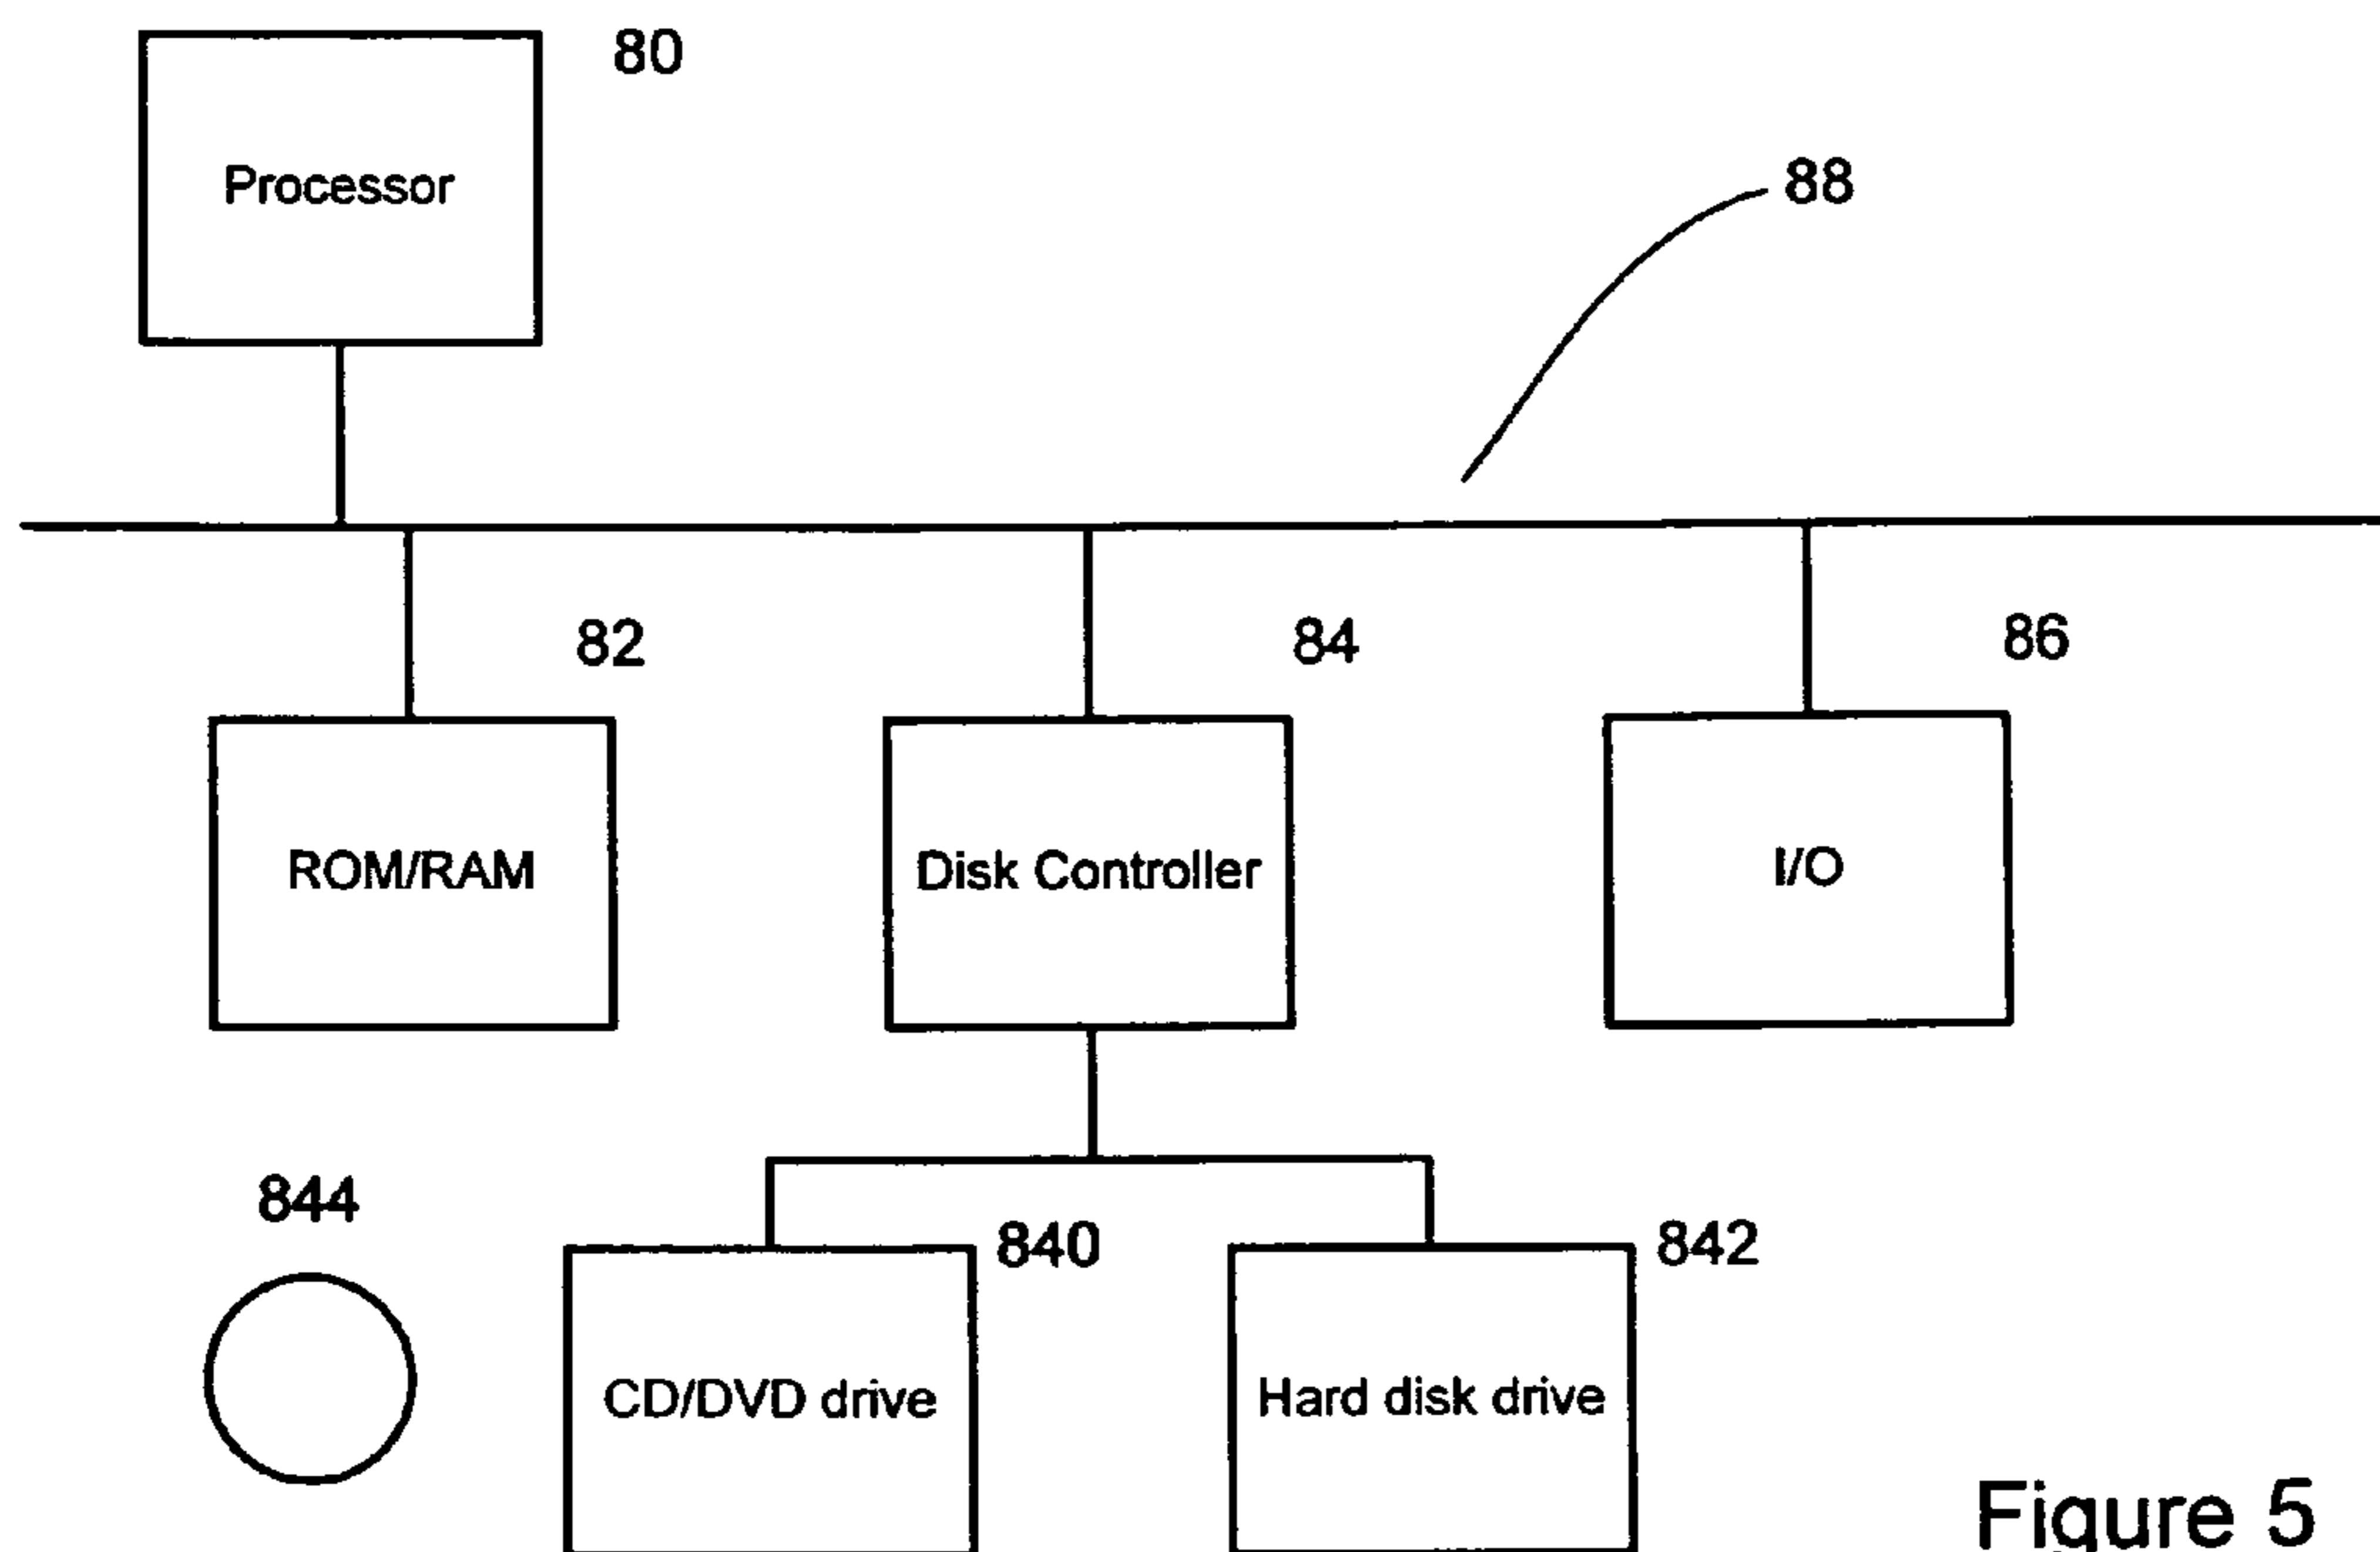 80
Processor
88
82
84
86
ROM/RAM
Disk Controller
I/O
844
840
842
CD/DVD drive
Hard disk drive
Figure 5